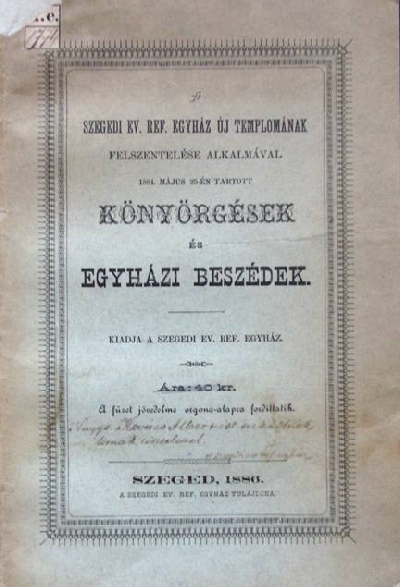 A
SZEGEDI EV. REF. EGYHÁZ ÚJ TEMPLOMÁNAK
FELSZENTELÉSE ALKALMÁVAL
1884. MÁJUS 25-ÉN TARTOTT
KÖNYÖRGÉSEK
ÉS
EGYHÁZI BESZÉDEK.
KIADJA A SZEGEDI EV. REF. EGYHÁZ.
Ára: 40 kr.
A füzet jövedelme orgona-alapra fordíttatik.
SZEGED, 1886.
A SZEGEDI EV. REF. EGYHÁZ TULAJDONA.